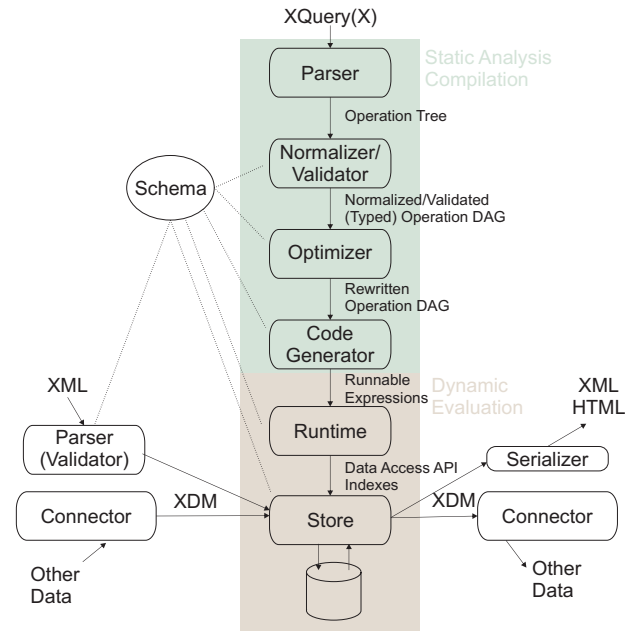 XQuery(X)
Static Analysis
Compilation
Parser
Operation Tree
Normalizer/
Validator
Schema
Normalized/Validated
(Typed) Operation DAG
Optimizer
Rewritten
Operation DAG
Code
Generator
Runnable
Expressions
Dynamic
Evaluation
XML
XML
HTML
Parser
(Validator)
Runtime
Serializer
Data Access API
Indexes
Connector
XDM
Store
XDM
Connector
Other
Data
Other
Data